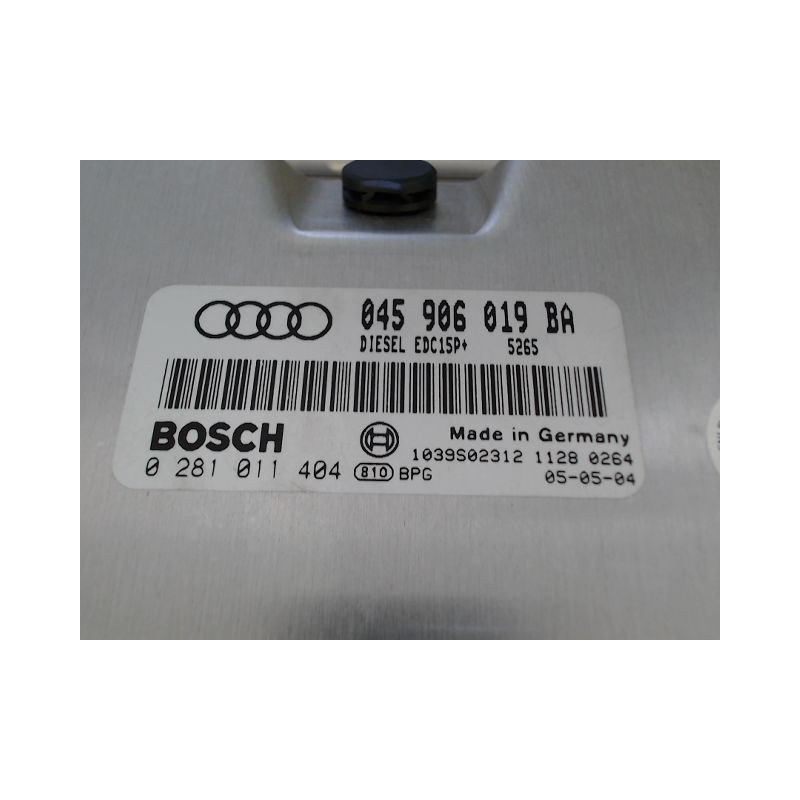 045 906 019 BA
DIESEL EDC15P+ 5265
BOSCH
Made in Germany
0 281 011 404 810 BPG
1039S02312 1128 0264
05-05-04